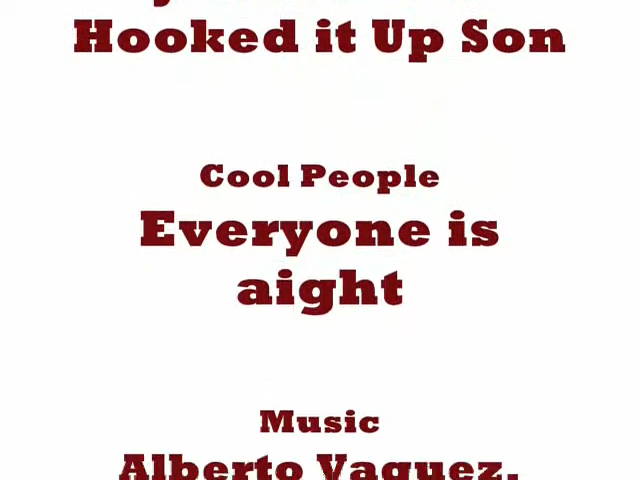 Hooked it Up Son
Cool People
Everyone is
aight
Music
Alberto Vaquez,